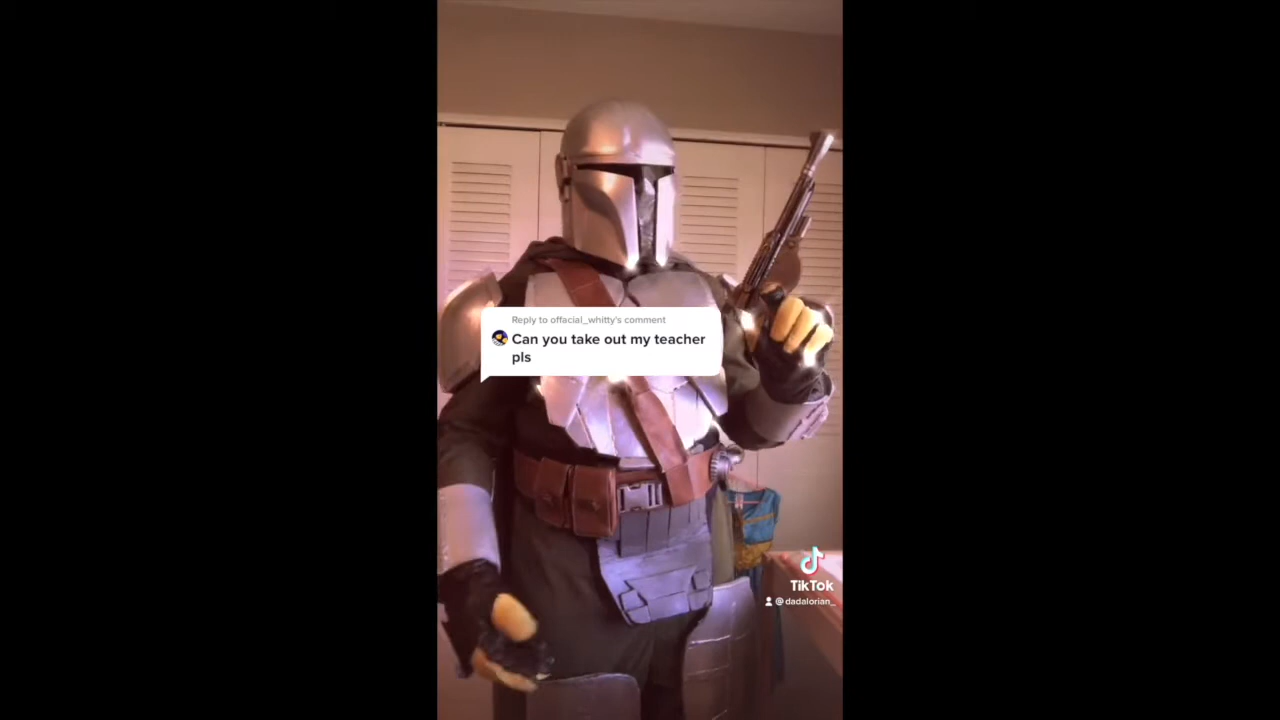 Reply to offacial_whitty's comment
Can you take out my teacher
pls
TikTok
@dadalorian_